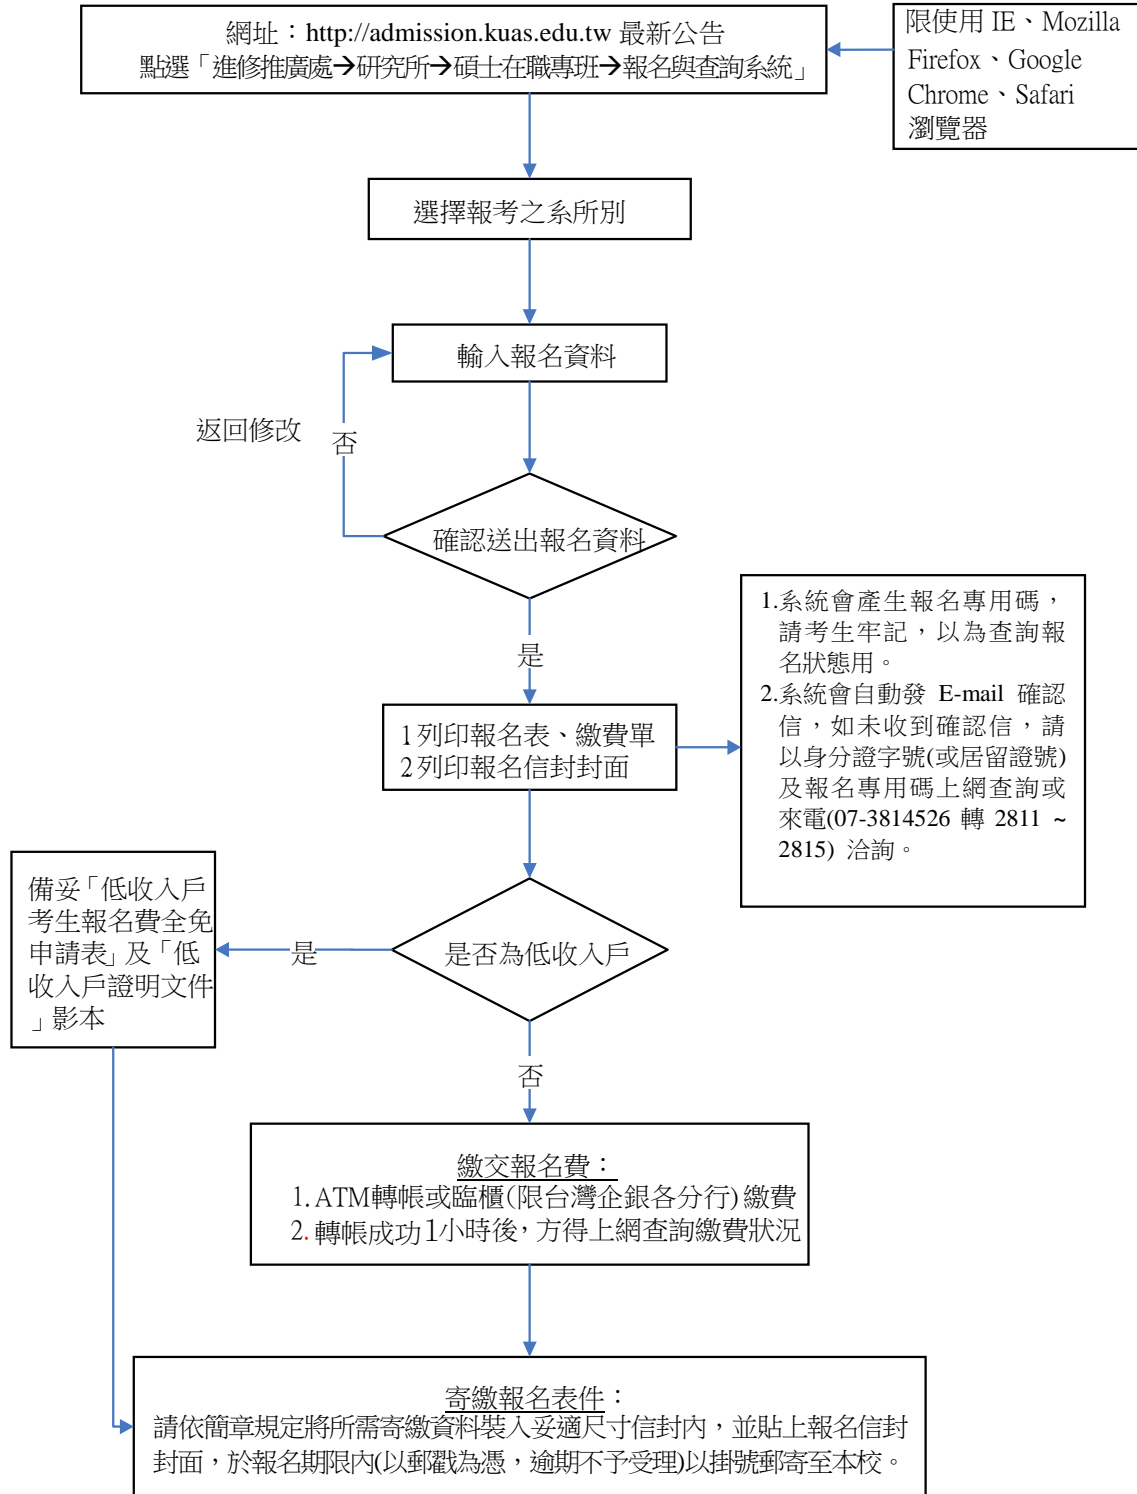 網址：http://admission.kuas.edu.tw 最新公告
點選「進修推廣處→研究所→碩士在職專班→報名與查詢系統」
限使用 IE、Mozilla
Firefox、Google
Chrome、Safari
瀏覽器
選擇報考之系所別
輸入報名資料
返回修改
否
確認送出報名資料
是
1列印報名表、繳費單
2列印報名信封封面
1.系統會產生報名專用碼，
請考生牢記，以為查詢報
名狀態用。
2.系統會自動發 E-mail 確認
信，如未收到確認信，請
以身分證字號(或居留證號)
及報名專用碼上網查詢或
來電(07-3814526 轉 2811 ~
2815) 洽詢。
是否為低收入戶
是
備妥「低收入戶
考生報名費全免
申請表」及「低
收入戶證明文件
」影本
否
繳交報名費：
1. ATM轉帳或臨櫃(限台灣企銀各分行) 繳費
2. 轉帳成功1小時後，方得上網查詢繳費狀況
寄繳報名表件：
請依簡章規定將所需寄繳資料裝入妥適尺寸信封內，並貼上報名信封
封面，於報名期限內(以郵戳為憑，逾期不予受理)以掛號郵寄至本校。